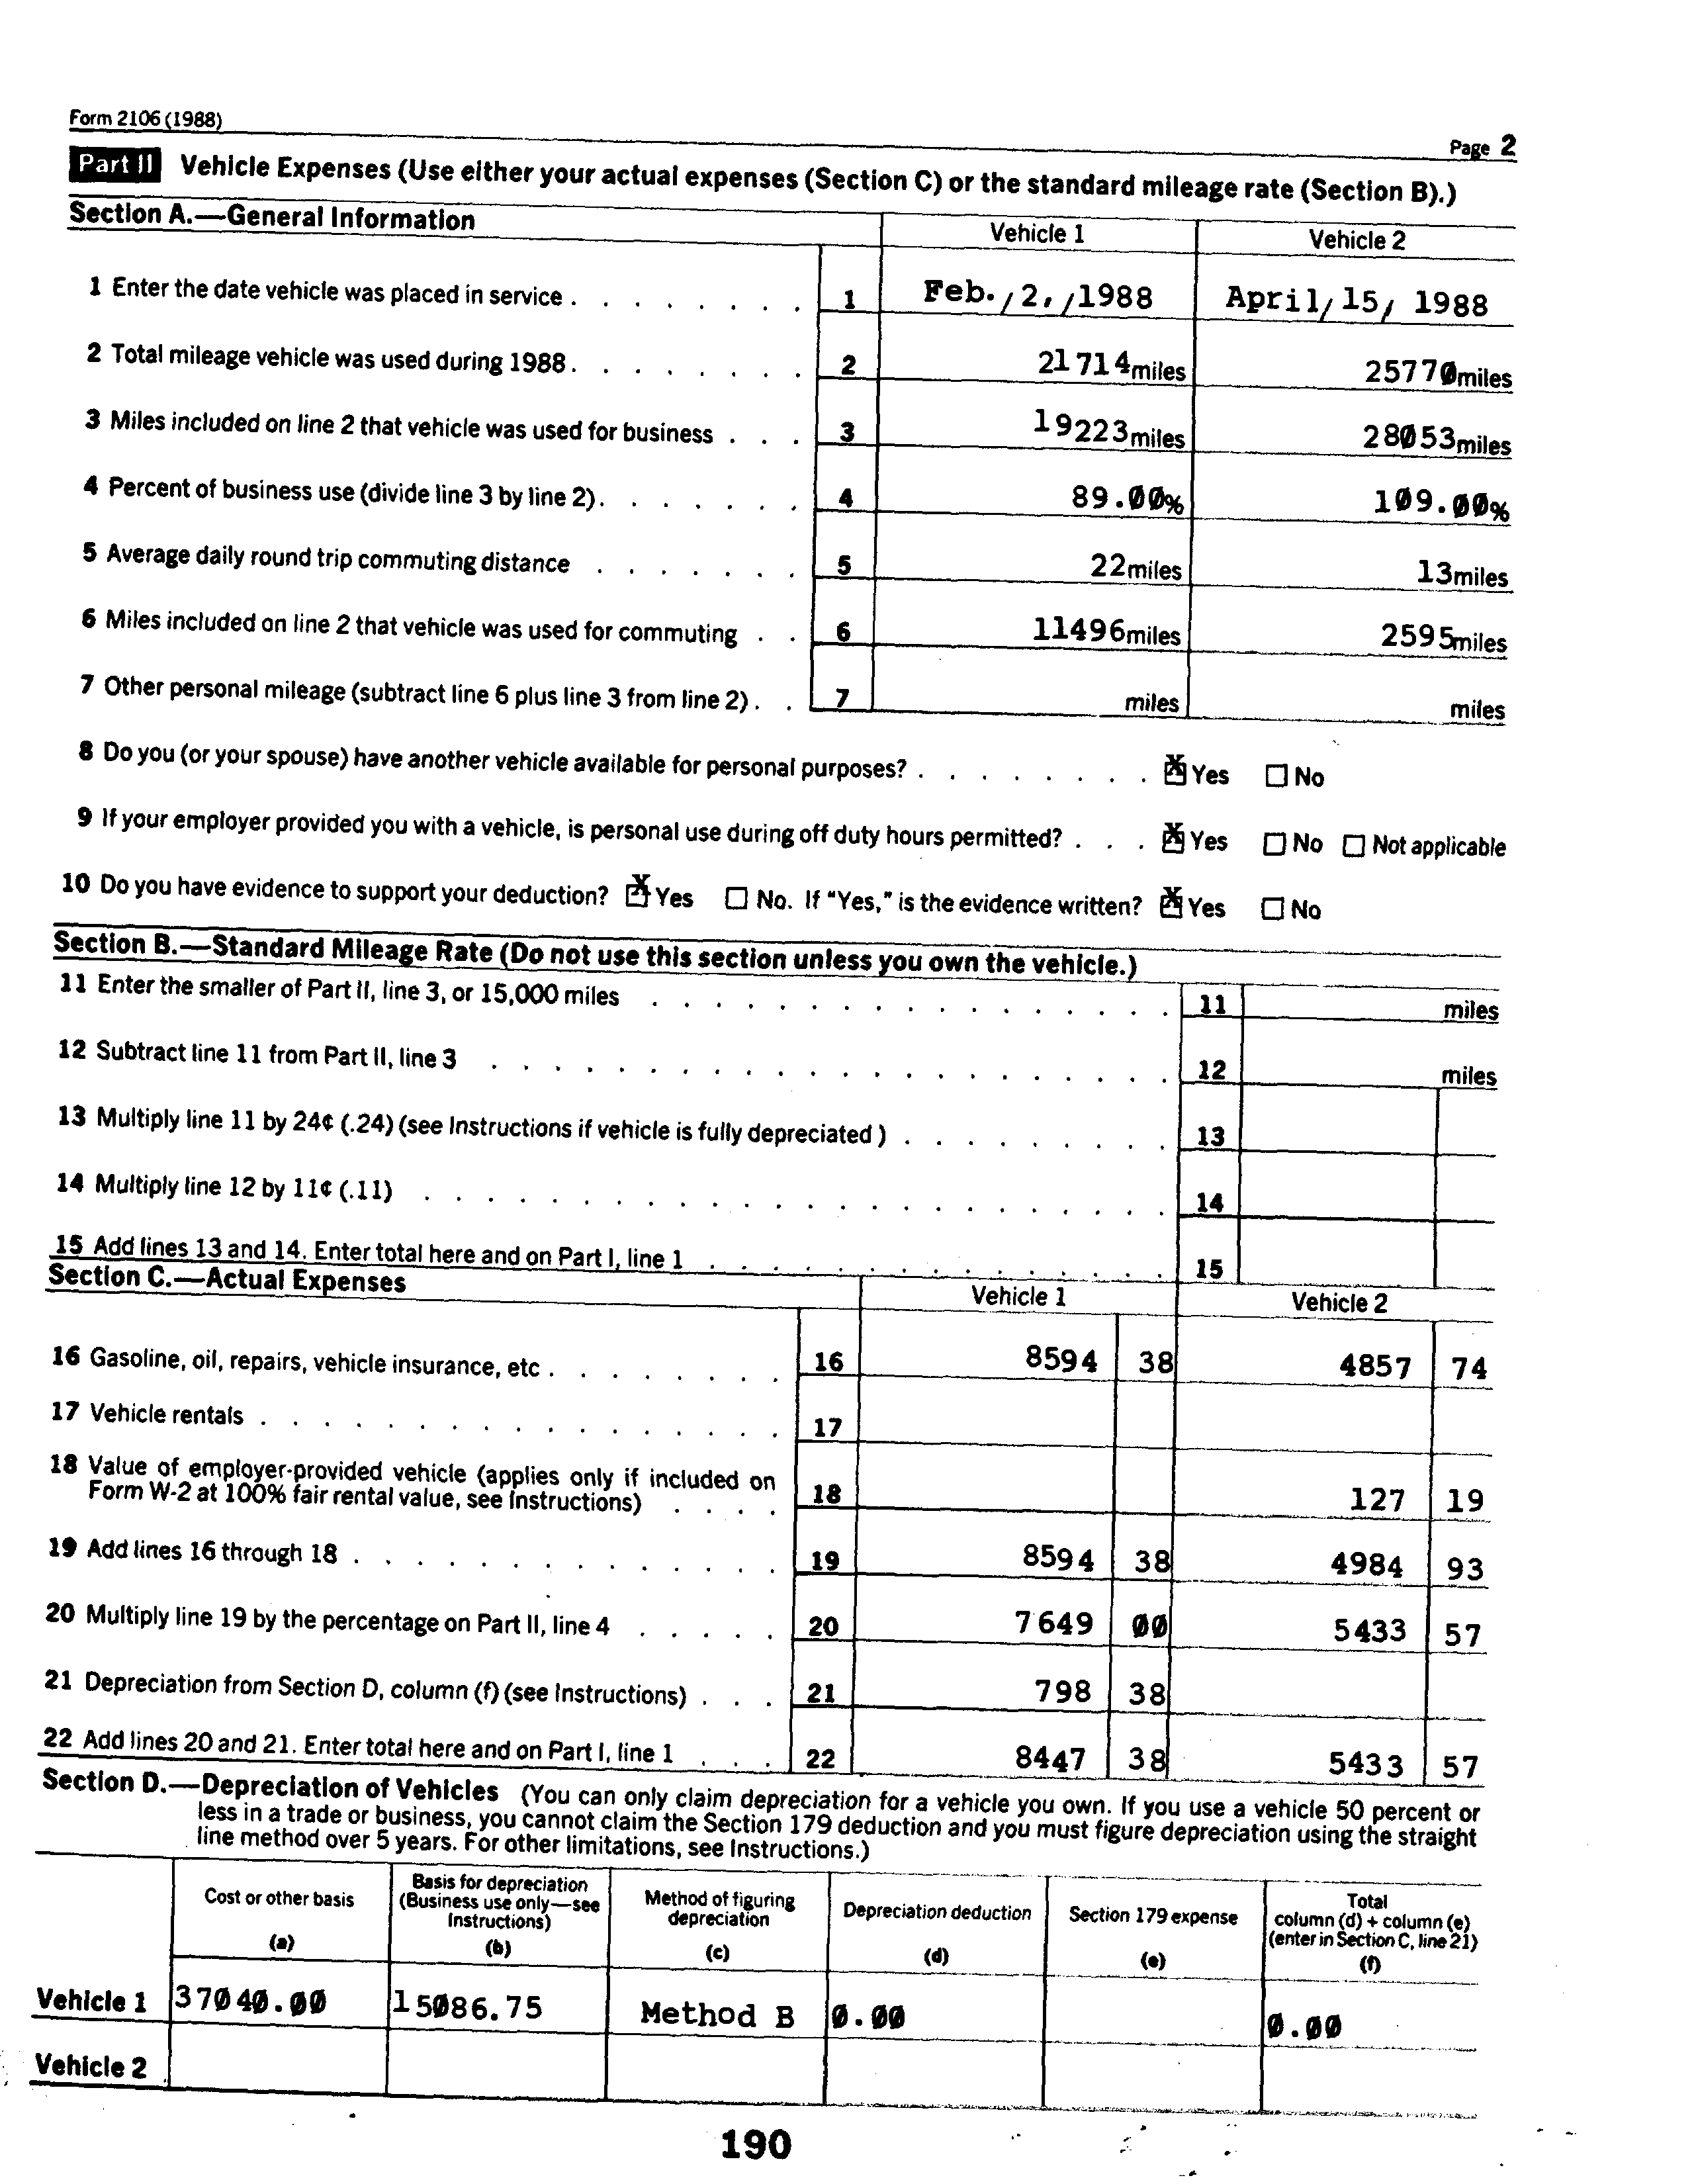 Form 2106 (1988)
Page 2
Part II Vehicle Expenses (Use either your actual expenses (Section C) or the standard mileage rate (Section B).)
Section A.—General Information
Vehicle 1 Vehicle 2
1 Enter the date vehicle was placed in service . . . . . . . . 1 Feb./2,/1988 April/15/ 1988
2 Total mileage vehicle was used during 1988 . . . . . . . . 2 21714 miles 25770 miles
3 Miles included on line 2 that vehicle was used for business . . . 3 19223 miles 28053 miles
4 Percent of business use (divide line 3 by line 2) . . . . . . . 4 89.00% 109.00%
5 Average daily round trip commuting distance . . . . . . . 5 22 miles 13 miles
6 Miles included on line 2 that vehicle was used for commuting . . 6 11496 miles 2595 miles
7 Other personal mileage (subtract line 6 plus line 3 from line 2) . . 7 miles miles
8 Do you (or your spouse) have another vehicle available for personal purposes? . . . . . . . . ☒ Yes ☐ No
9 If your employer provided you with a vehicle, is personal use during off duty hours permitted? . . . ☒ Yes ☐ No ☐ Not applicable
10 Do you have evidence to support your deduction? ☒ Yes ☐ No. If "Yes," is the evidence written? ☒ Yes ☐ No
Section B.—Standard Mileage Rate (Do not use this section unless you own the vehicle.)
11 Enter the smaller of Part II, line 3, or 15,000 miles . . . . . . . . . . . . . . . . . 11 miles
12 Subtract line 11 from Part II, line 3 . . . . . . . . . . . . . . . . . . . . . . 12 miles
13 Multiply line 11 by 24¢ (.24) (see Instructions if vehicle is fully depreciated ) . . . . . . . . . 13
14 Multiply line 12 by 11¢ (.11) . . . . . . . . . . . . . . . . . . . . . . . . 14
15 Add lines 13 and 14. Enter total here and on Part I, line 1 . . . . . . . . . . . . . . . 15
Section C.—Actual Expenses
Vehicle 1 Vehicle 2
16 Gasoline, oil, repairs, vehicle insurance, etc . . . . . . . . 16 8594 38 4857 74
17 Vehicle rentals . . . . . . . . . . . . . . . . . 17
18 Value of employer-provided vehicle (applies only if included on
Form W-2 at 100% fair rental value, see Instructions) . . . . 18 127 19
19 Add lines 16 through 18 . . . . . . . . . . . . . . 19 8594 38 4984 93
20 Multiply line 19 by the percentage on Part II, line 4 . . . . . 20 7649 00 5433 57
21 Depreciation from Section D, column (f) (see Instructions) . . . 21 798 38
22 Add lines 20 and 21. Enter total here and on Part I, line 1 . . . 22 8447 38 5433 57
Section D.—Depreciation of Vehicles (You can only claim depreciation for a vehicle you own. If you use a vehicle 50 percent or
less in a trade or business, you cannot claim the Section 179 deduction and you must figure depreciation using the straight
line method over 5 years. For other limitations, see Instructions.)
Cost or other basis
(a)
Basis for depreciation
(Business use only—see
Instructions)
(b)
Method of figuring
depreciation
(c)
Depreciation deduction
(d)
Section 179 expense
(e)
Total
column (d) + column (e)
(enter in Section C, line 21)
(f)
Vehicle 1 37040.00 15086.75 Method B 0.00 0.00
Vehicle 2
190